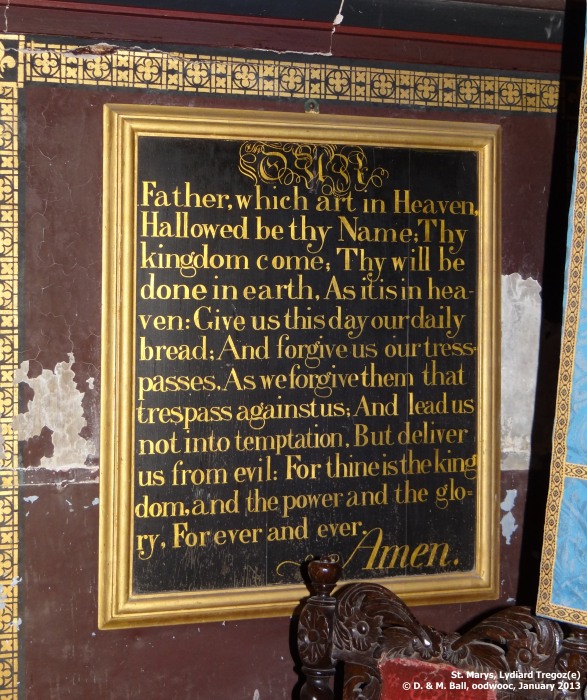 OUR
Father, which art in Heaven,
Hallowed be thy Name; Thy
kingdom come; Thy will be
done in earth, As it is in hea-
ven: Give us this day our daily
bread; And forgive us our tress-
passes, As we forgive them that
trespass against us; And lead us
not into temptation, But deliver
us from evil: For thine is the king
dom, and the power and the glo-
ry, For ever and ever.
Amen.
St. Marys, Lydiard Tregoz(e)
© D. & M. Ball, oodwooc, January 2013